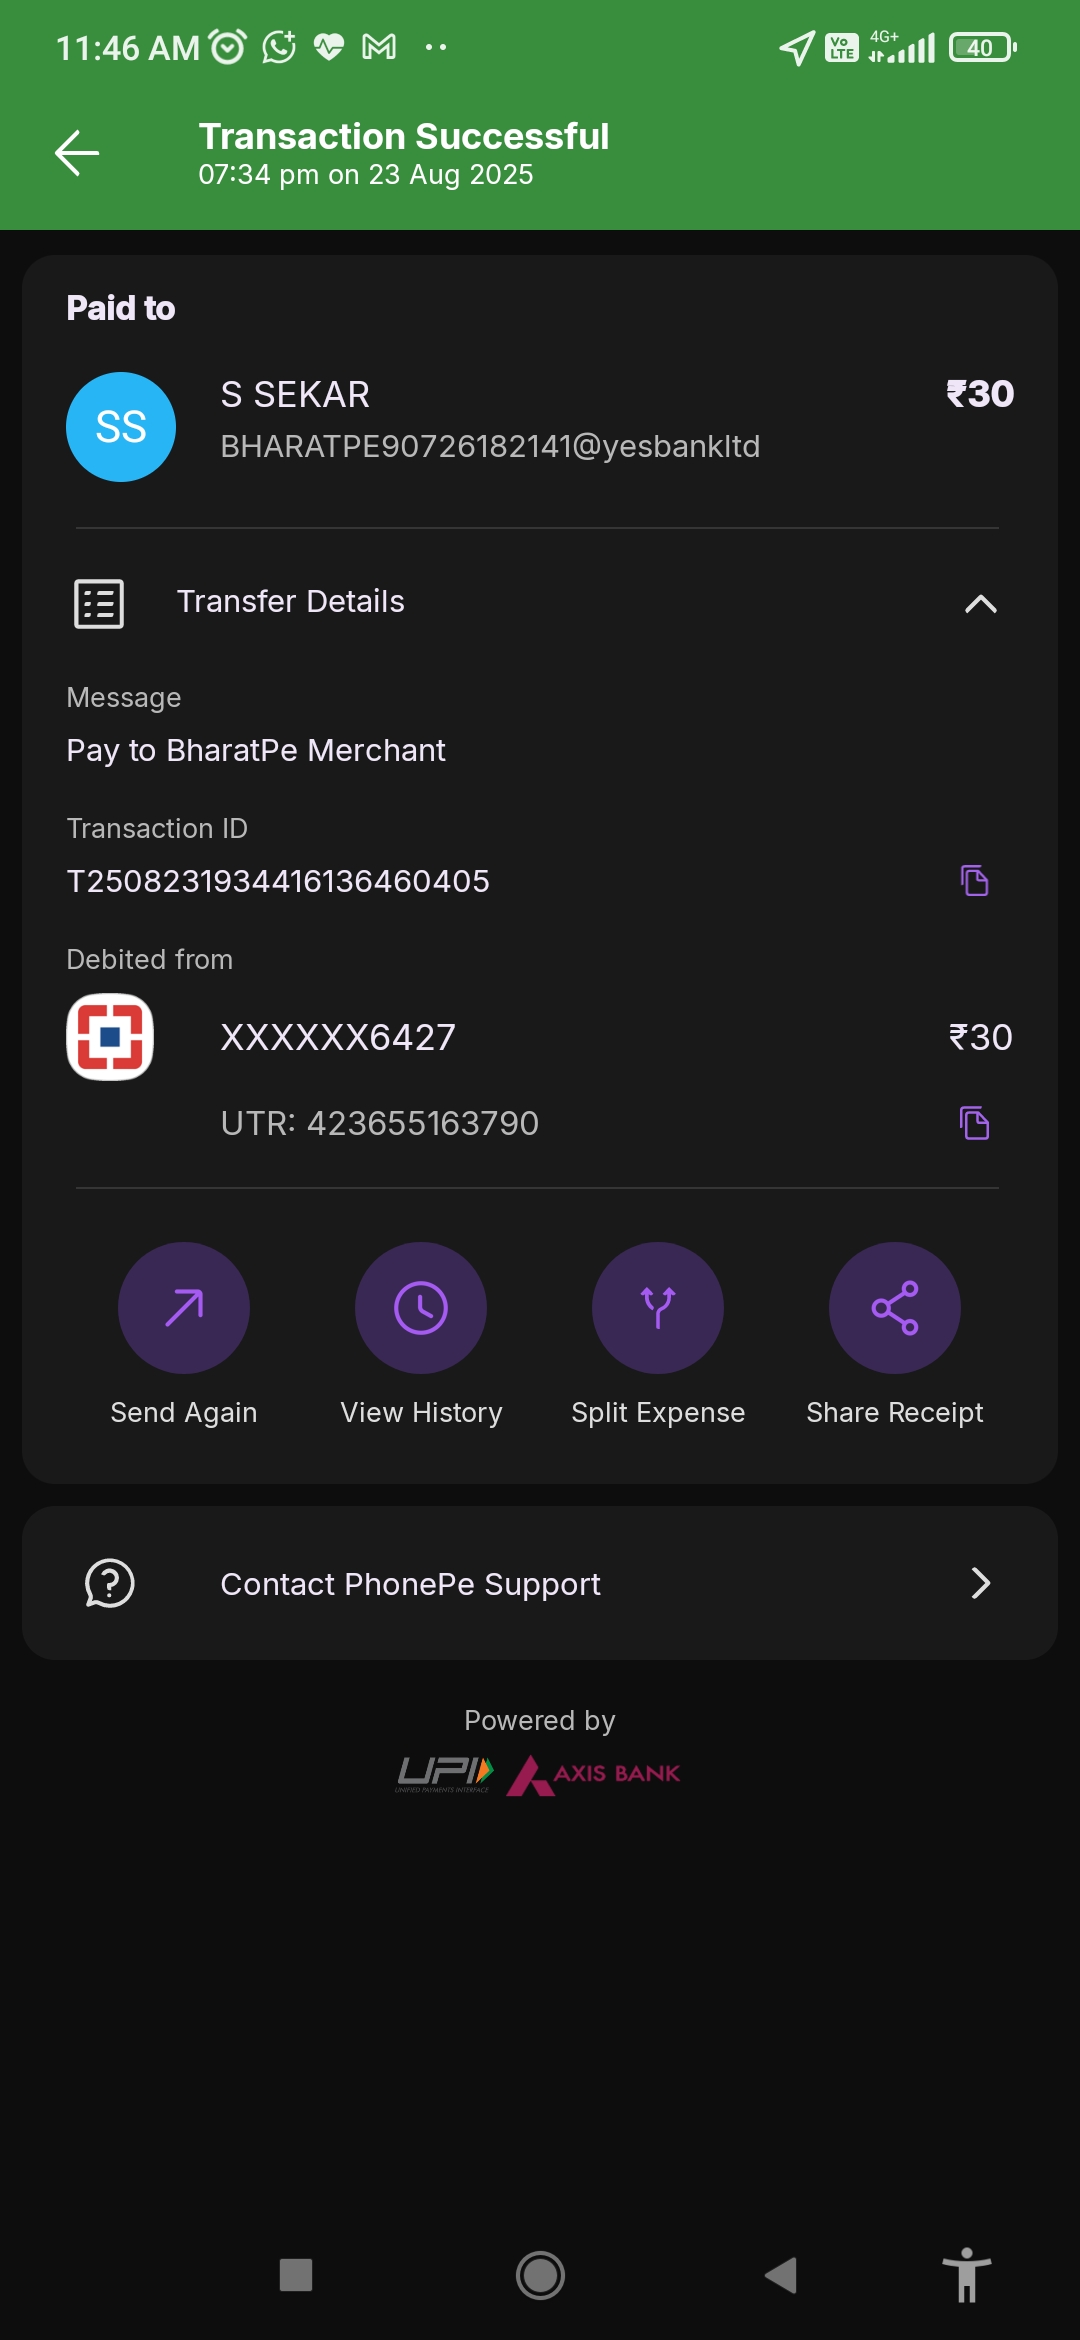 11:46 AM
Vo LTE 4G+ 40
Transaction Successful
07:34 pm on 23 Aug 2025
Paid to
SS
S SEKAR ₹30
BHARATPE90726182141@yesbankltd
Transfer Details
Message
Pay to BharatPe Merchant
Transaction ID
T2508231934416136460405
Debited from
XXXXXX6427 ₹30
UTR: 423655163790
Send Again View History Split Expense Share Receipt
Contact PhonePe Support
Powered by
UPI AXIS BANK
UNIFIED PAYMENTS INTERFACE